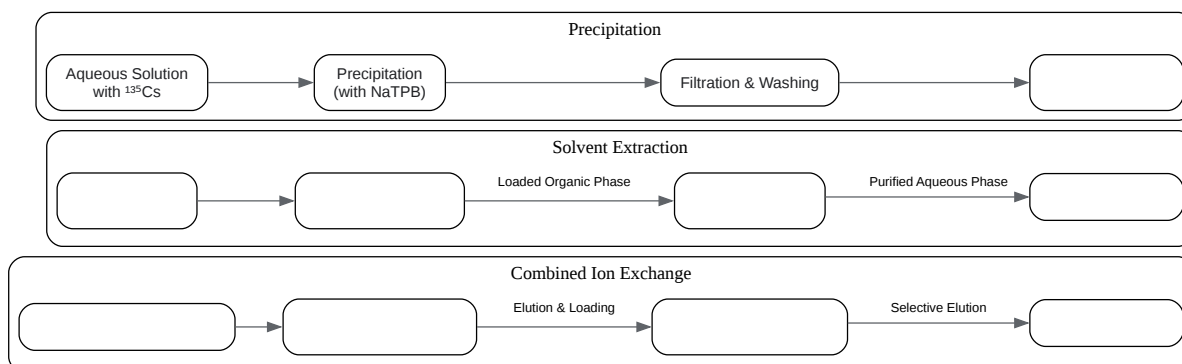 Precipitation
Aqueous Solution
with ¹³⁵Cs
Precipitation
(with NaTPB)
Filtration & Washing
Solvent Extraction
Loaded Organic Phase
Purified Aqueous Phase
Combined Ion Exchange
Elution & Loading
Selective Elution